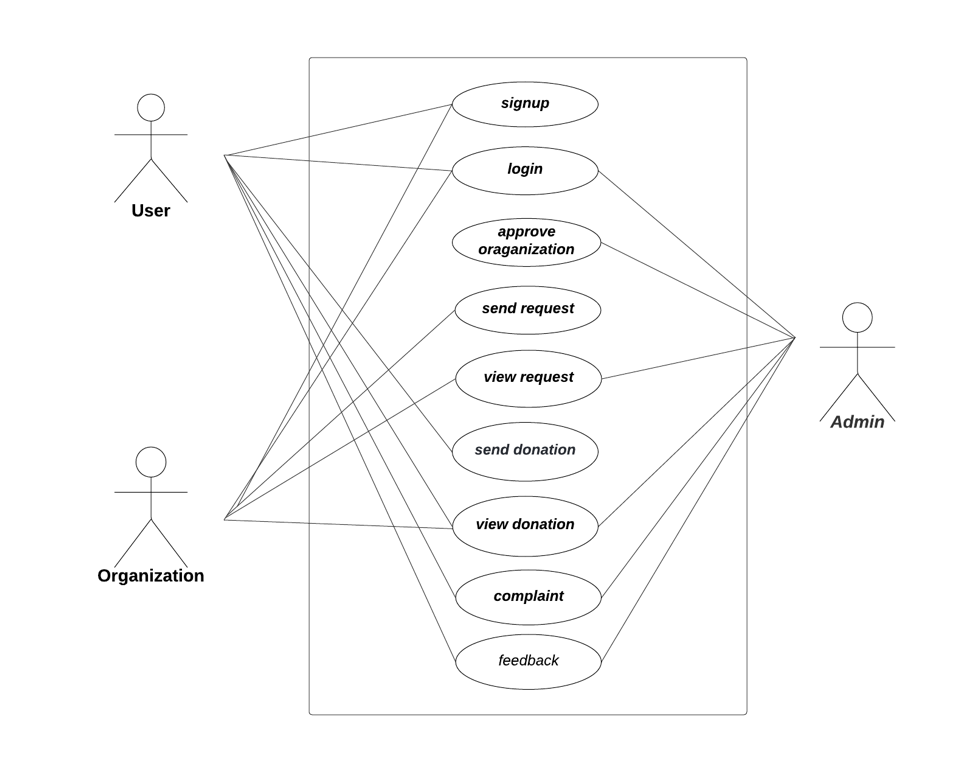 signup
login
approve
oraganization
send request
view request
send donation
view donation
complaint
feedback
User
Organization
Admin